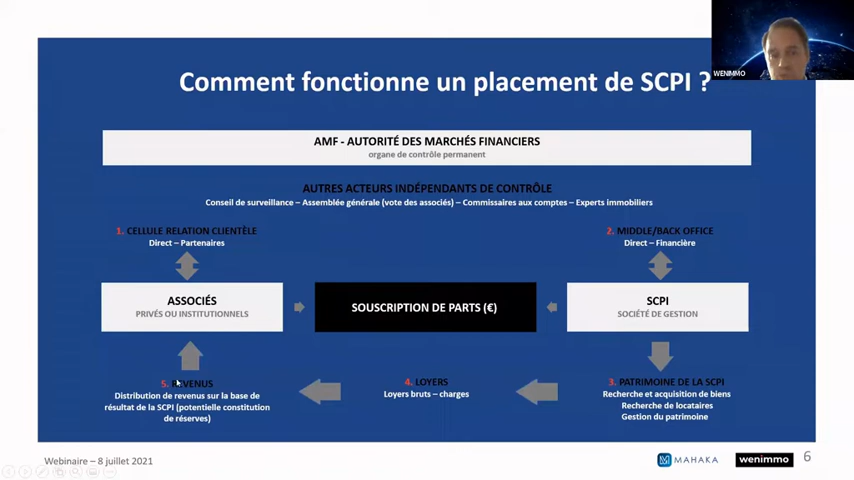 WENIMMO
Comment fonctionne un placement de SCPI ?
AMF - AUTORITÉ DES MARCHÉS FINANCIERS
organe de contrôle permanent
AUTRES ACTEURS INDÉPENDANTS DE CONTRÔLE
Conseil de surveillance – Assemblée générale (vote des associés) – Commissaires aux comptes – Experts immobiliers
1. CELLULE RELATION CLIENTÈLE
Direct – Partenaires
2. MIDDLE/BACK OFFICE
Direct – Financière
ASSOCIÉS
PRIVÉS OU INSTITUTIONNELS
SOUSCRIPTION DE PARTS (€)
SCPI
SOCIÉTÉ DE GESTION
5. REVENUS
Distribution de revenus sur la base de
résultat de la SCPI (potentielle constitution
de réserves)
4. LOYERS
Loyers bruts – charges
3. PATRIMOINE DE LA SCPI
Recherche et acquisition de biens
Recherche de locataires
Gestion du patrimoine
Webinaire – 8 juillet 2021
MAHAKA
wenimmo
6